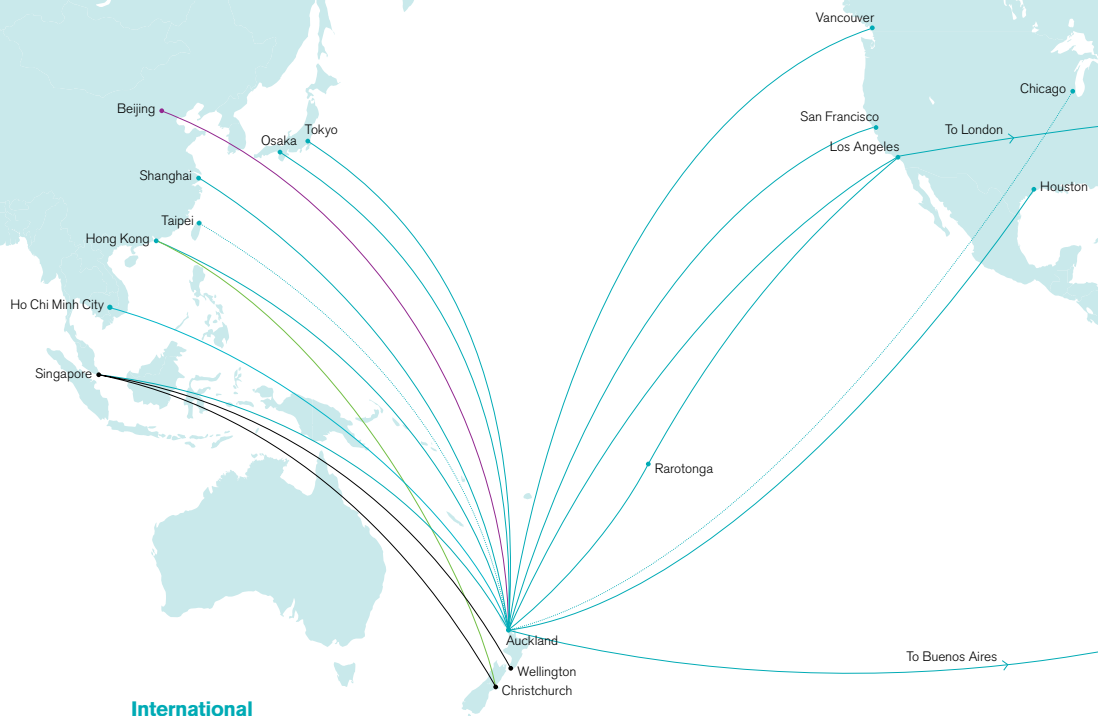 Vancouver
Chicago
Beijing
San Francisco
Tokyo
To London
Osaka
Los Angeles
Shanghai
Houston
Taipei
Hong Kong
Ho Chi Minh City
Singapore
Rarotonga
Auckland
To Buenos Aires
Wellington
Christchurch
International